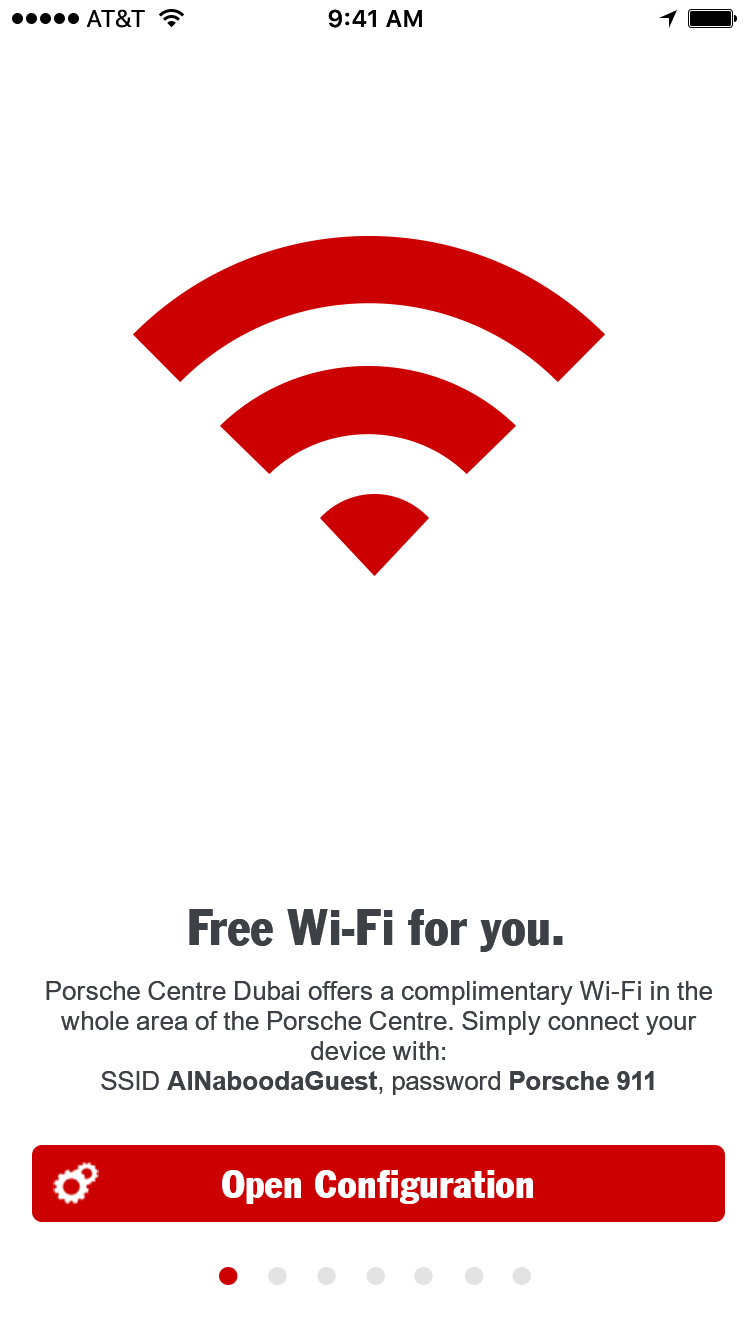 AT&T 9:41 AM
Free Wi-Fi for you.
Porsche Centre Dubai offers a complimentary Wi-Fi in the
whole area of the Porsche Centre. Simply connect your
device with:
SSID AlNaboodaGuest, password Porsche 911
Open Configuration